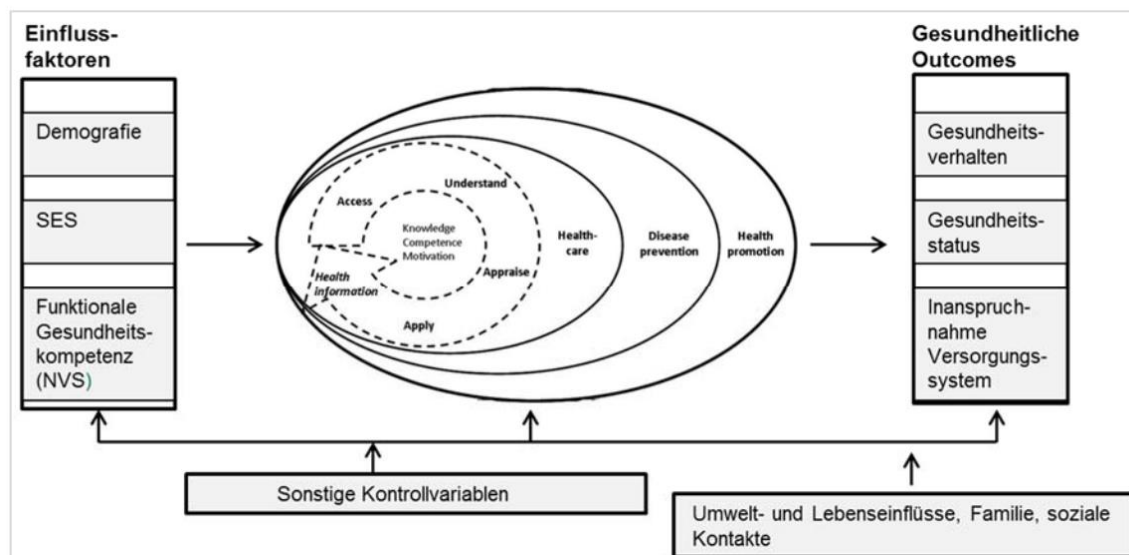 Einfluss-
faktoren
Demografie
SES
Funktionale
Gesundheits-
kompetenz
(NVS)
Access
Understand
Knowledge
Competence
Motivation
Health
information
Appraise
Apply
Health-
care
Disease
prevention
Health
promotion
Gesundheitliche
Outcomes
Gesundheits-
verhalten
Gesundheits-
status
Inanspruch-
nahme
Versorgungs-
system
Sonstige Kontrollvariablen
Umwelt- und Lebenseinflüsse, Familie, soziale
Kontakte